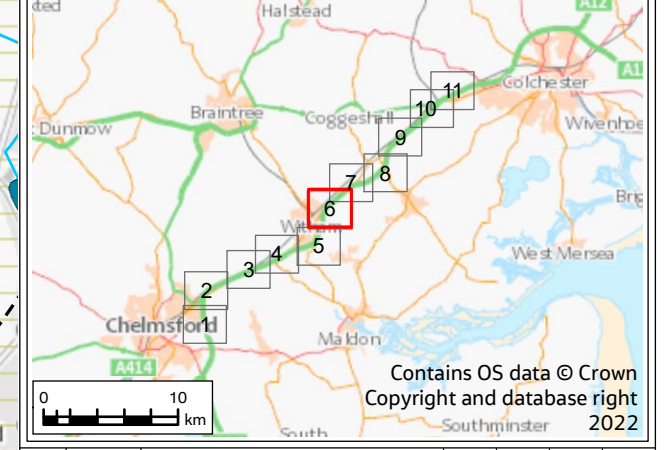 sted
Halstead
A12
Colchester
A1
11
10
Braintree
Coggeshall
Dunmow
9
Wivenhoe
8
7
6
Witham
Brig
5
4
West Mersea
3
2
Chelmsford
1
Maldon
A414
Contains OS data © Crown
Copyright and database right
2022
0 10
km
South
Southminster